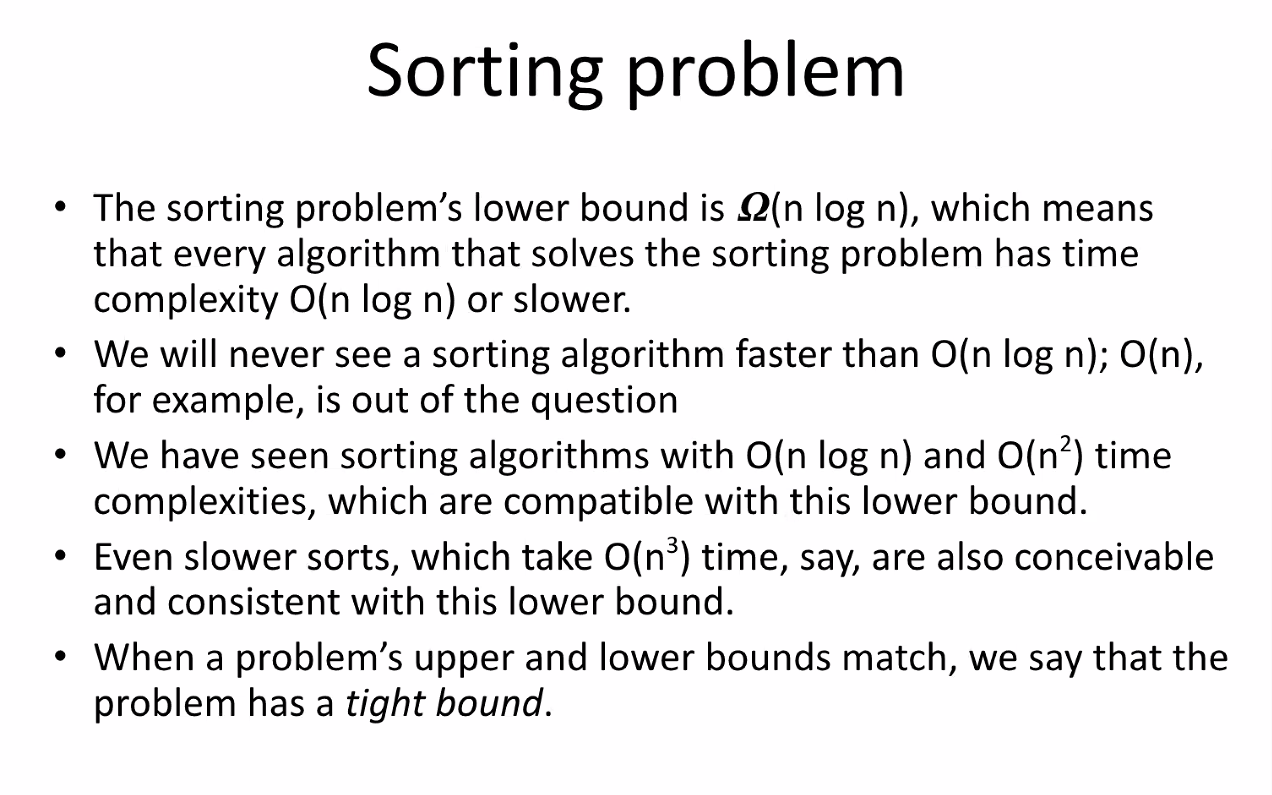 Sorting problem
• The sorting problem’s lower bound is Ω(n log n), which means
that every algorithm that solves the sorting problem has time
complexity O(n log n) or slower.
• We will never see a sorting algorithm faster than O(n log n); O(n),
for example, is out of the question
• We have seen sorting algorithms with O(n log n) and O(n²) time
complexities, which are compatible with this lower bound.
• Even slower sorts, which take O(n³) time, say, are also conceivable
and consistent with this lower bound.
• When a problem’s upper and lower bounds match, we say that the
problem has a tight bound.